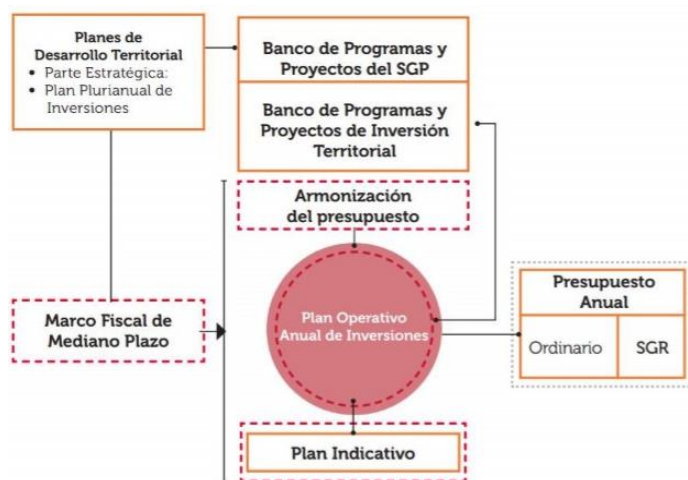 Planes de
Desarrollo Territorial
• Parte Estratégica:
• Plan Plurianual de
Inversiones
Banco de Programas y
Proyectos del SGP
Banco de Programas y
Proyectos de Inversión
Territorial
Armonización
del presupuesto
Marco Fiscal de
Mediano Plazo
Plan Operativo
Anual de Inversiones
Presupuesto
Anual
Ordinario
SGR
Plan Indicativo